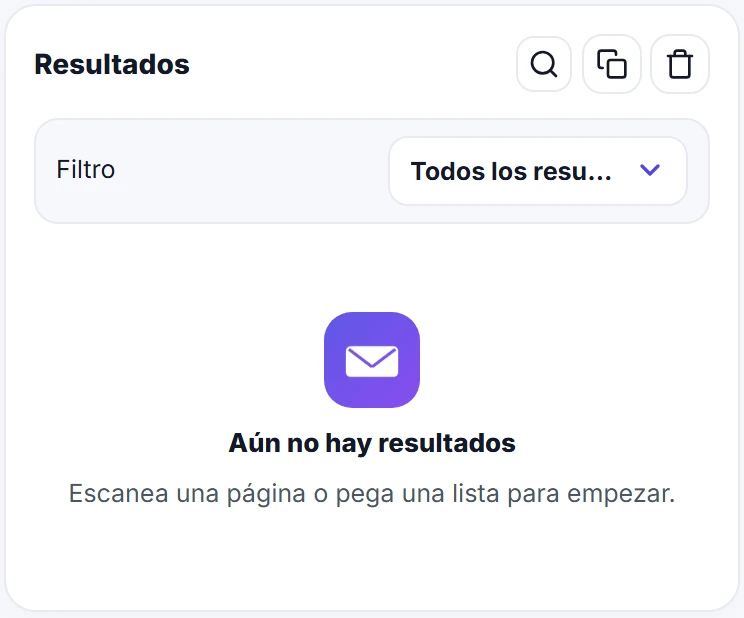 Resultados
Filtro
Todos los resu...
Aún no hay resultados
Escanea una página o pega una lista para empezar.